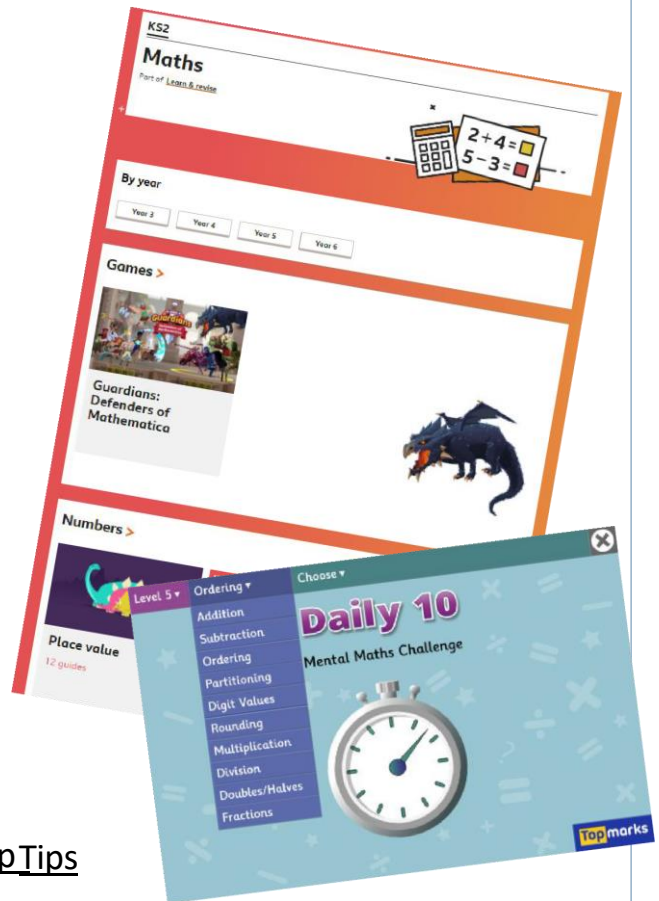 KS2
Maths
Part of Learn & revise
2+4=
5-3=
By year
Year 3 Year 4 Year 5 Year 6
Games >
Guardians
Guardians:
Defenders of
Mathematica
Numbers >
Place value
12 guides
Level 5 ▾ Ordering ▾ Choose ▾
Addition
Subtraction
Ordering
Partitioning
Digit Values
Rounding
Multiplication
Division
Doubles/Halves
Fractions
Daily 10
Mental Maths Challenge
Topmarks
pTips